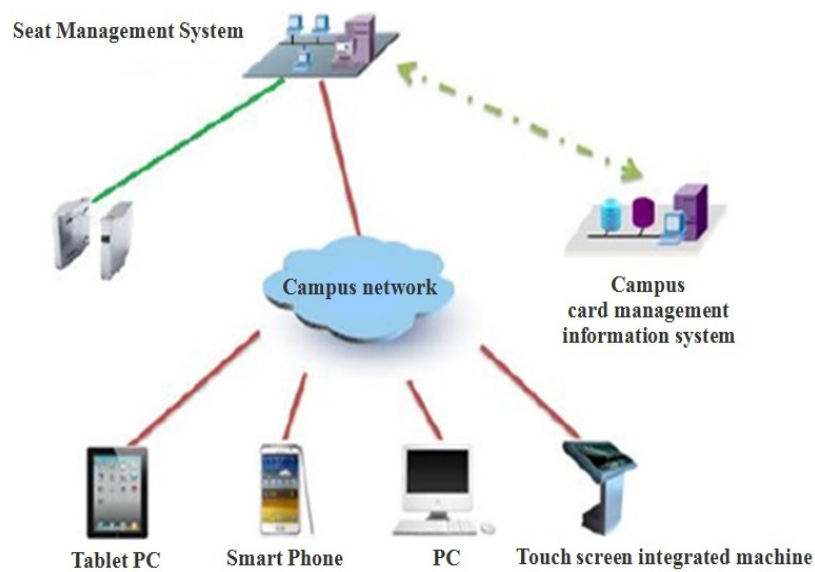 Seat Management System
Campus network
Campus
card management
information system
Tablet PC
Smart Phone
PC
Touch screen integrated machine